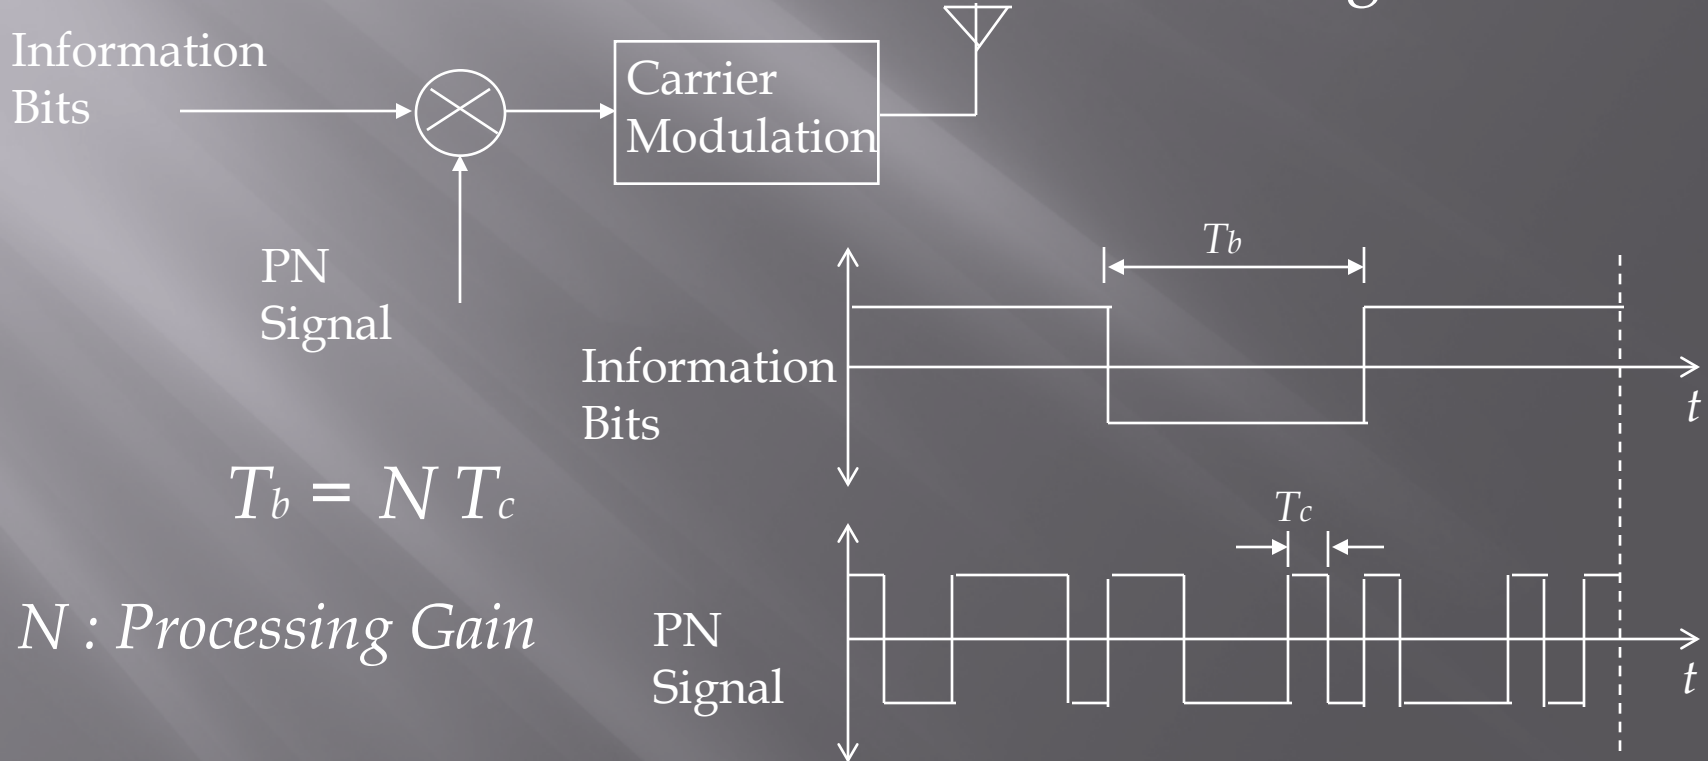 Information
Bits
Carrier
Modulation
PN
Signal
Tb
Information
Bits
t
Tb = N Tc
Tc
N : Processing Gain
PN
Signal
t